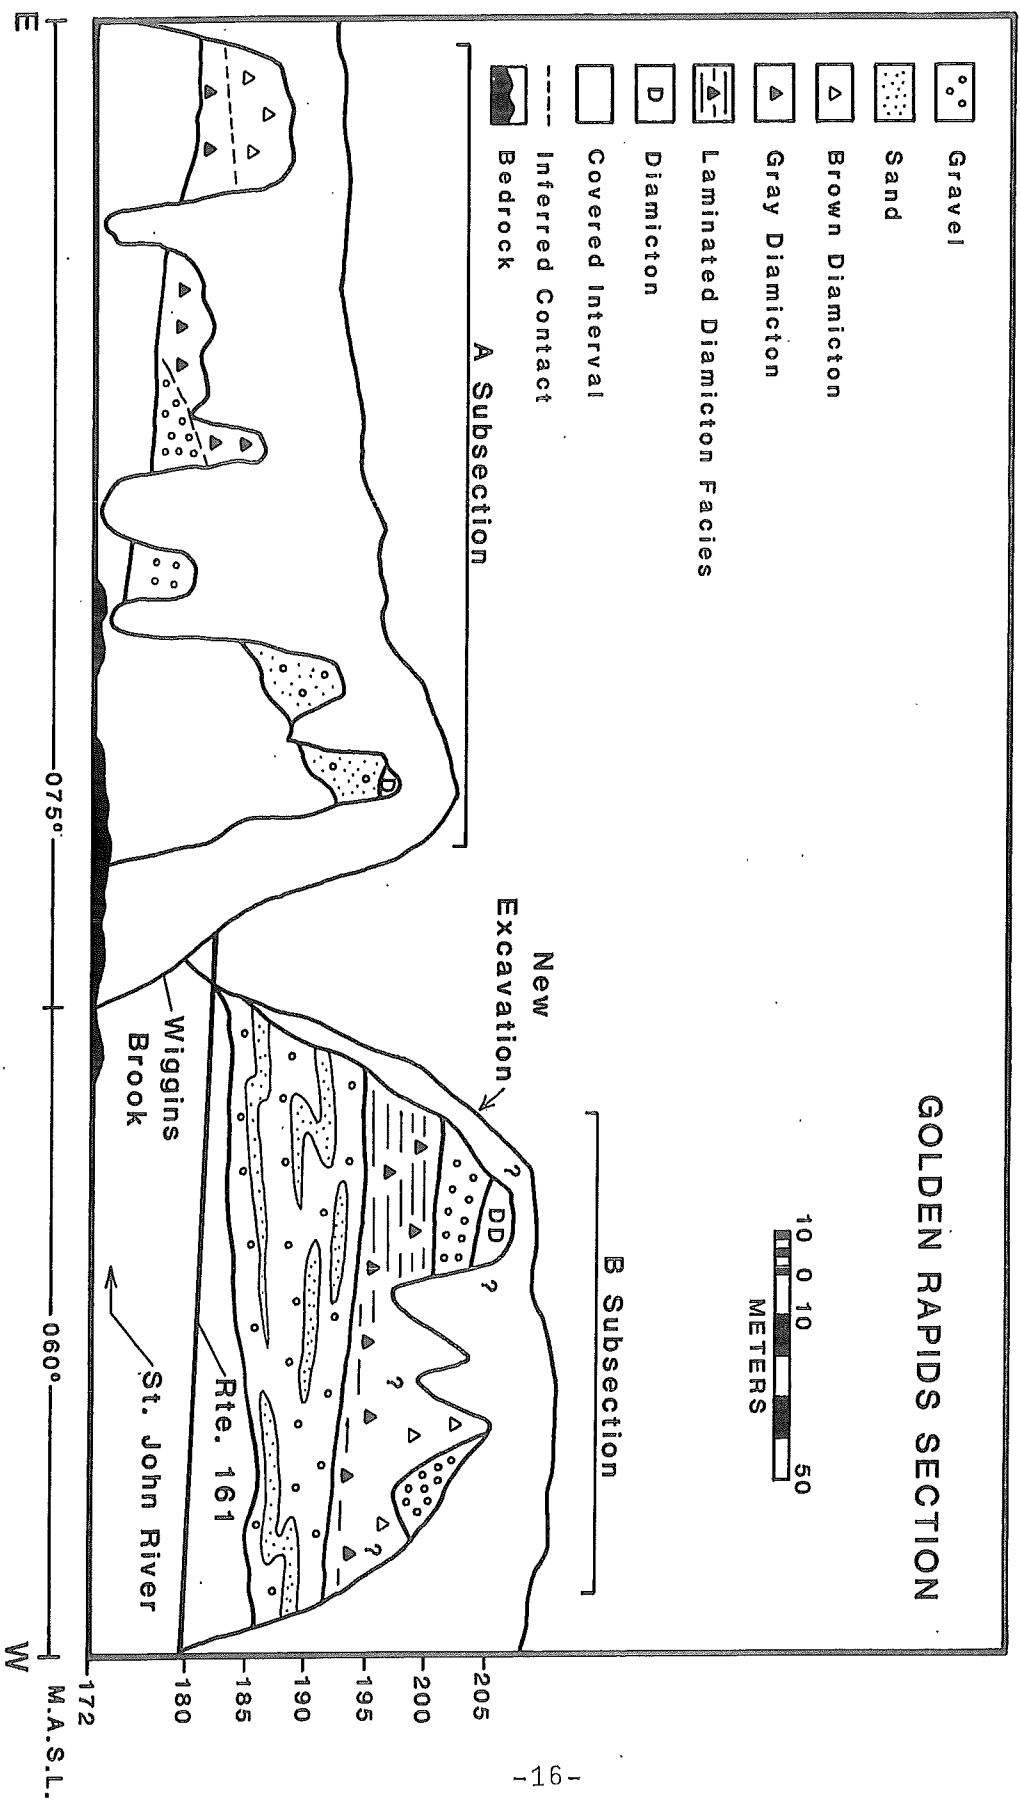 GOLDEN RAPIDS SECTION
Gravel
Sand
Brown Diamicton
Gray Diamicton
Laminated Diamicton Facies
D Diamicton
Covered Interval
Inferred Contact
Bedrock
10 0 10 50
METERS
A Subsection
B Subsection
New
Excavation
?
?
?
?
D
DD
Wiggins
Brook
Rte. 161
St. John River
205
200
195
190
185
180
172
M.A.S.L.
E
075°
060°
W
-16-